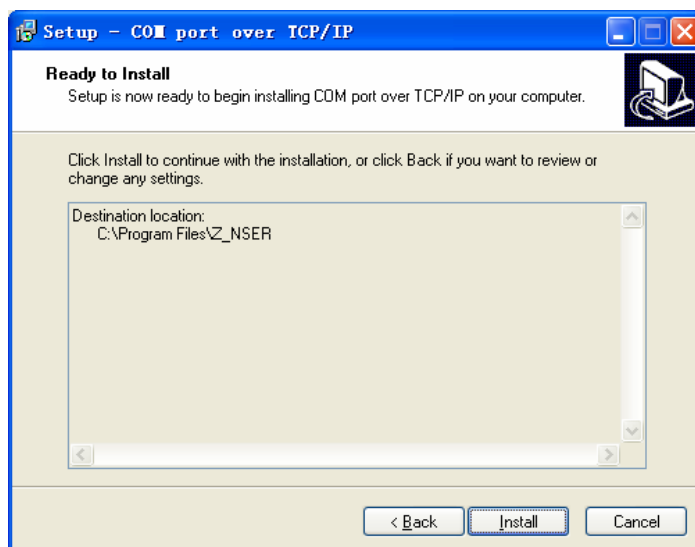 Setup - COM port over TCP/IP
Ready to Install
Setup is now ready to begin installing COM port over TCP/IP on your computer.
Click Install to continue with the installation, or click Back if you want to review or
change any settings.
Destination location:
C:\Program Files\Z_NSER
< Back
Install
Cancel